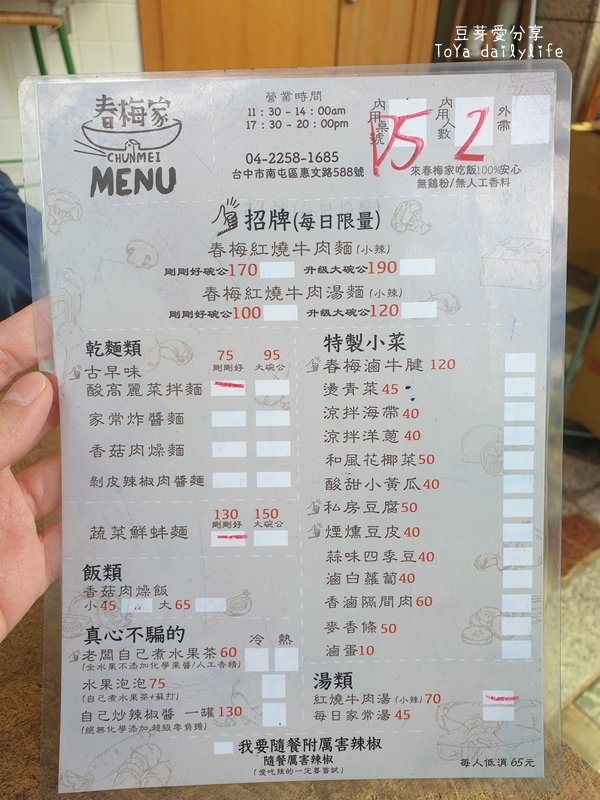 豆芽愛分享
ToYa dailylife
春梅家
CHUNMEI
MENU
營業時間
11：30 - 14：00am
17：30 - 20：00pm
04-2258-1685
台中市南屯區惠文路588號
內用桌號
內用人數
外帶
15
2
來春梅家吃飯100%安心
無雞粉/無人工香料
招牌(每日限量)
春梅紅燒牛肉麵(小辣)
剛剛好碗公170 升級大碗公190
春梅紅燒牛肉湯麵(小辣)
剛剛好碗公100 升級大碗公120
乾麵類
75 95
剛剛好 大碗公
古早味
酸高麗菜拌麵
家常炸醬麵
香菇肉燥麵
剝皮辣椒肉醬麵
130 150
剛剛好 大碗公
蔬菜鮮蚌麵
飯類
香菇肉燥飯
小45 大65
真心不騙的 冷 熱
老闆自己煮水果茶60
(全水果不添加化學果醬/人工香精)
水果泡泡75
(自己煮水果茶+蘇打)
自己炒辣椒醬 一罐130
(絕無化學添加 超級零負擔)
特製小菜
春梅滷牛腱 120
燙青菜45
涼拌海帶40
涼拌洋蔥40
和風花椰菜50
酸甜小黃瓜40
私房豆腐50
煙燻豆皮40
蒜味四季豆40
滷白蘿蔔40
香滷隔間肉60
麥香條 50
滷蛋10
湯類
紅燒牛肉湯(小辣)70
每日家常湯 45
我要隨餐附厲害辣椒
隨餐厲害辣椒
(愛吃辣的一定要嘗試)
每人低消65元